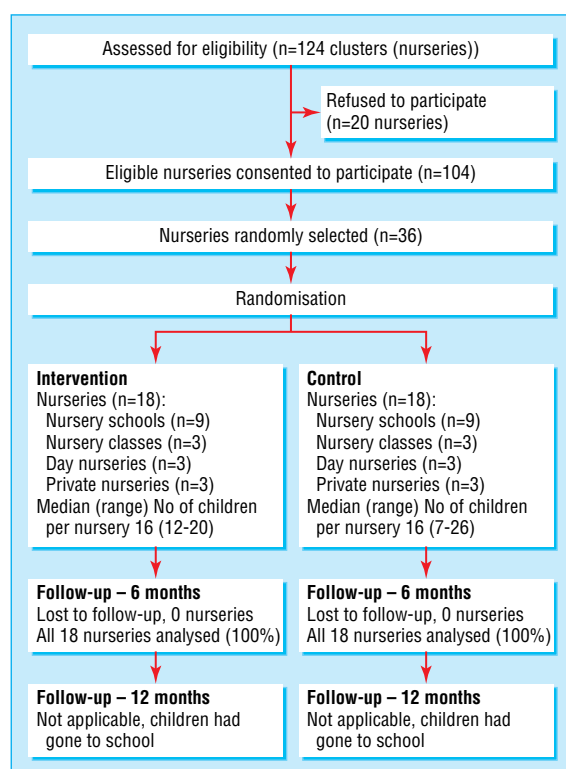 Assessed for eligibility (n=124 clusters (nurseries))
Refused to participate
(n=20 nurseries)
Eligible nurseries consented to participate (n=104)
Nurseries randomly selected (n=36)
Randomisation
Intervention
Nurseries (n=18):
Nursery schools (n=9)
Nursery classes (n=3)
Day nurseries (n=3)
Private nurseries (n=3)
Median (range) No of children
per nursery 16 (12-20)
Control
Nurseries (n=18):
Nursery schools (n=9)
Nursery classes (n=3)
Day nurseries (n=3)
Private nurseries (n=3)
Median (range) No of children
per nursery 16 (7-26)
Follow-up – 6 months
Lost to follow-up, 0 nurseries
All 18 nurseries analysed (100%)
Follow-up – 6 months
Lost to follow-up, 0 nurseries
All 18 nurseries analysed (100%)
Follow-up – 12 months
Not applicable, children had
gone to school
Follow-up – 12 months
Not applicable, children had
gone to school